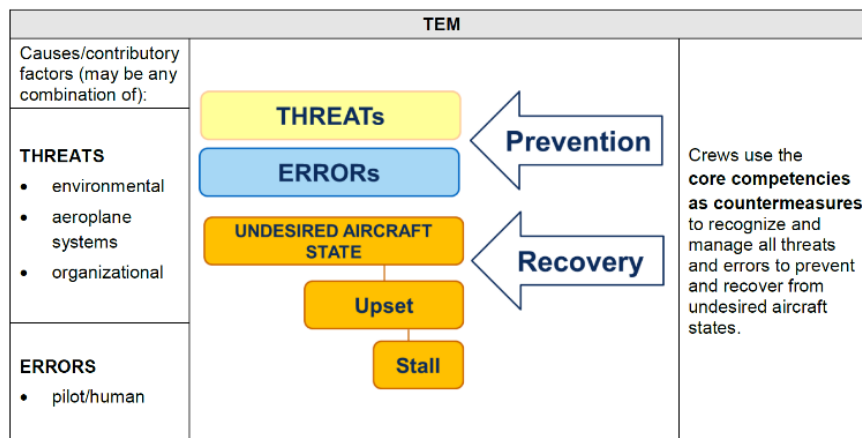 TEM
Causes/contributory
factors (may be any
combination of):
THREATS
• environmental
• aeroplane
systems
• organizational
ERRORS
• pilot/human
THREATs
ERRORs
UNDESIRED AIRCRAFT
STATE
Upset
Stall
Prevention
Recovery
Crews use the
core competencies
as countermeasures
to recognize and
manage all threats
and errors to prevent
and recover from
undesired aircraft
states.